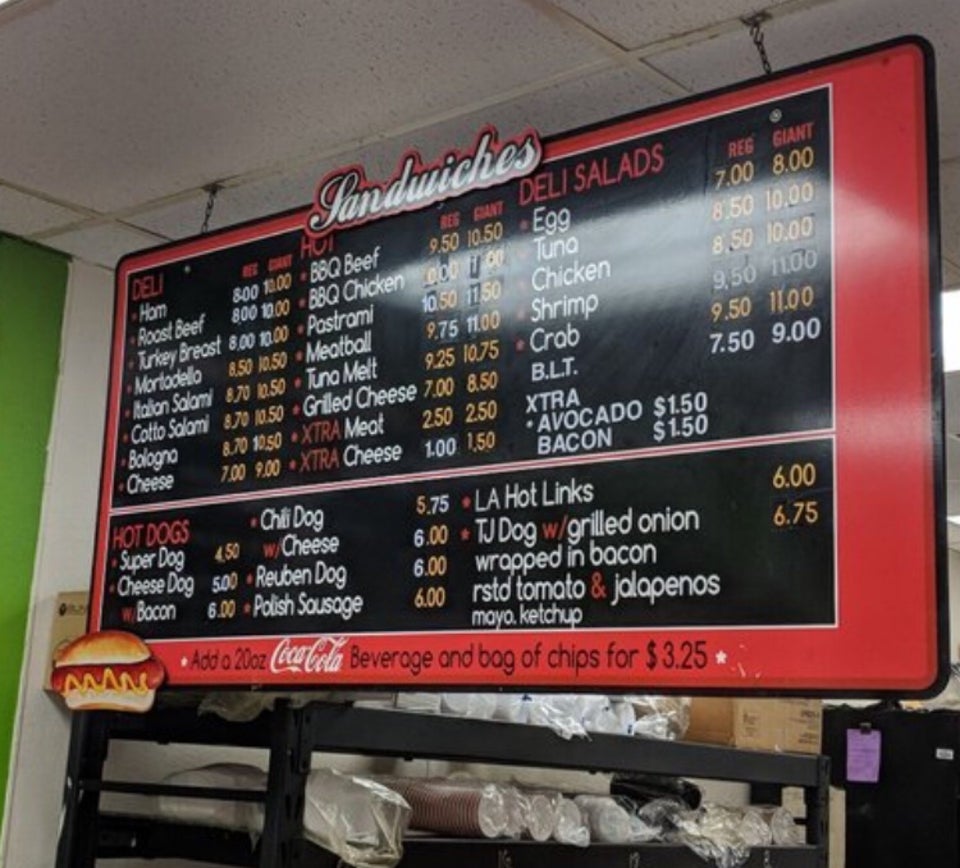 Sandwiches
DELI REG GIANT
Ham 8.00 10.00
Roast Beef 8.00 10.00
Turkey Breast 8.00 10.00
Mortadella 8.50 10.50
Italian Salami 8.70 10.50
Cotto Salami 8.70 10.50
Bologna 8.70 10.50
Cheese 7.00 9.00
HOT REG GIANT
BBQ Beef 9.50 10.50
BBQ Chicken
Pastrami 10.50 11.50
Meatball 9.75 11.00
Tuna Melt 9.25 10.75
Grilled Cheese 7.00 8.50
XTRA Meat 2.50 2.50
XTRA Cheese 1.00 1.50
DELI SALADS REG GIANT
Egg 7.00 8.00
Tuna 8.50 10.00
Chicken 8.50 10.00
Shrimp 9.50 11.00
Crab 9.50 11.00
B.L.T. 7.50 9.00
XTRA
AVOCADO $1.50
BACON $1.50
HOT DOGS
Super Dog 4.50
Cheese Dog 5.00
w/Bacon 6.00
Chili Dog 5.75
w/Cheese 6.00
Reuben Dog 6.00
Polish Sausage 6.00
LA Hot Links 6.00
TJ Dog w/grilled onion 6.75
wrapped in bacon
rstd tomato & jalapenos
mayo. ketchup
Add a 20oz Coca-Cola Beverage and bag of chips for $3.25